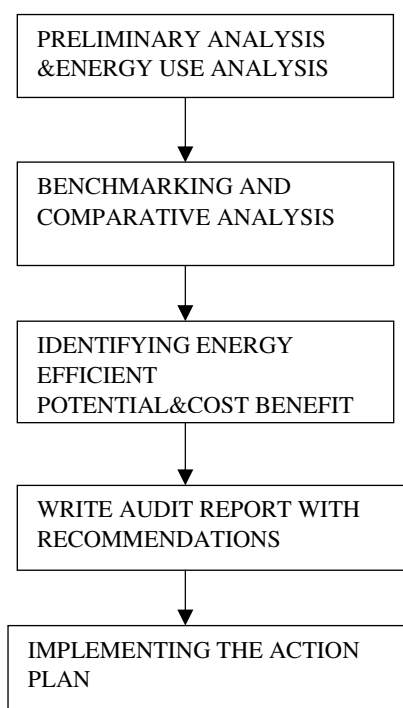 PRELIMINARY ANALYSIS
&ENERGY USE ANALYSIS
BENCHMARKING AND
COMPARATIVE ANALYSIS
IDENTIFYING ENERGY
EFFICIENT
POTENTIAL&COST BENEFIT
WRITE AUDIT REPORT WITH
RECOMMENDATIONS
IMPLEMENTING THE ACTION
PLAN